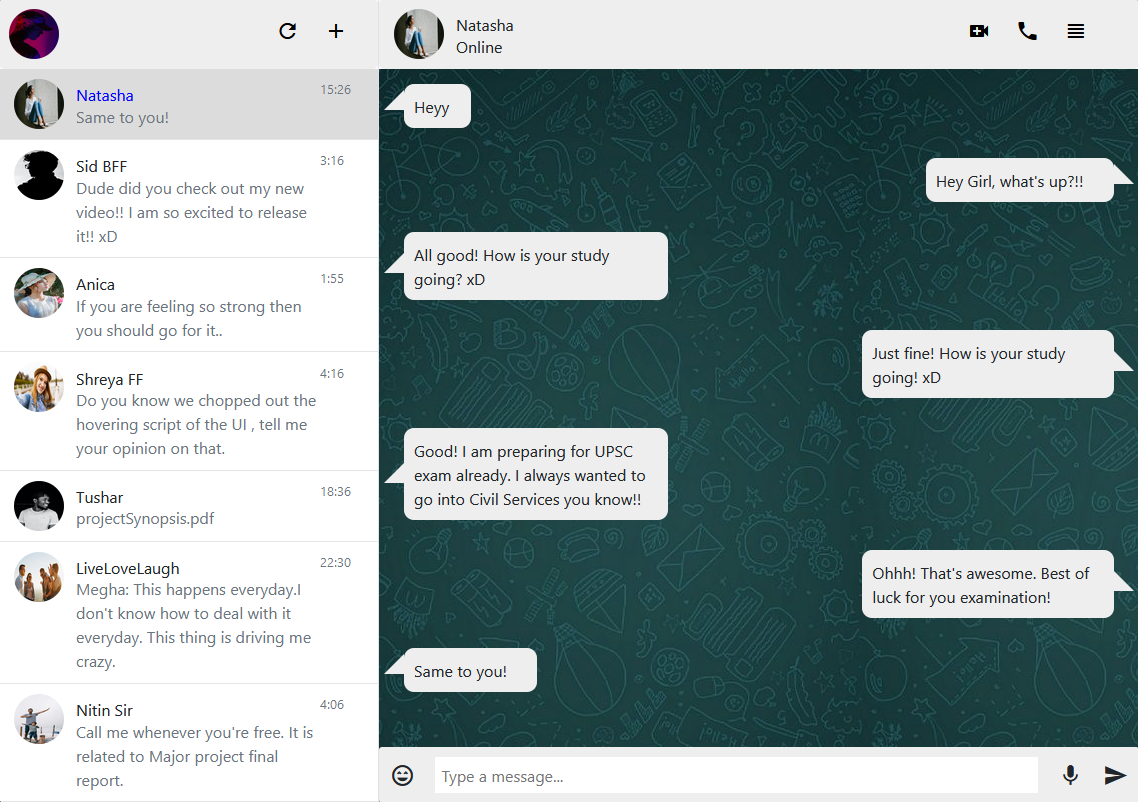 Natasha
15:26
Same to you!
Sid BFF
3:16
Dude did you check out my new
video!! I am so excited to release
it!! xD
Anica
1:55
If you are feeling so strong then
you should go for it..
Shreya FF
4:16
Do you know we chopped out the
hovering script of the UI , tell me
your opinion on that.
Tushar
18:36
projectSynopsis.pdf
LiveLoveLaugh
22:30
Megha: This happens everyday.I
don't know how to deal with it
everyday. This thing is driving me
crazy.
Nitin Sir
4:06
Call me whenever you're free. It is
related to Major project final
report.
Natasha
Online
Heyy
Hey Girl, what's up?!!
All good! How is your study
going? xD
Just fine! How is your study
going! xD
Good! I am preparing for UPSC
exam already. I always wanted to
go into Civil Services you know!!
Ohhh! That's awesome. Best of
luck for you examination!
Same to you!
Type a message...